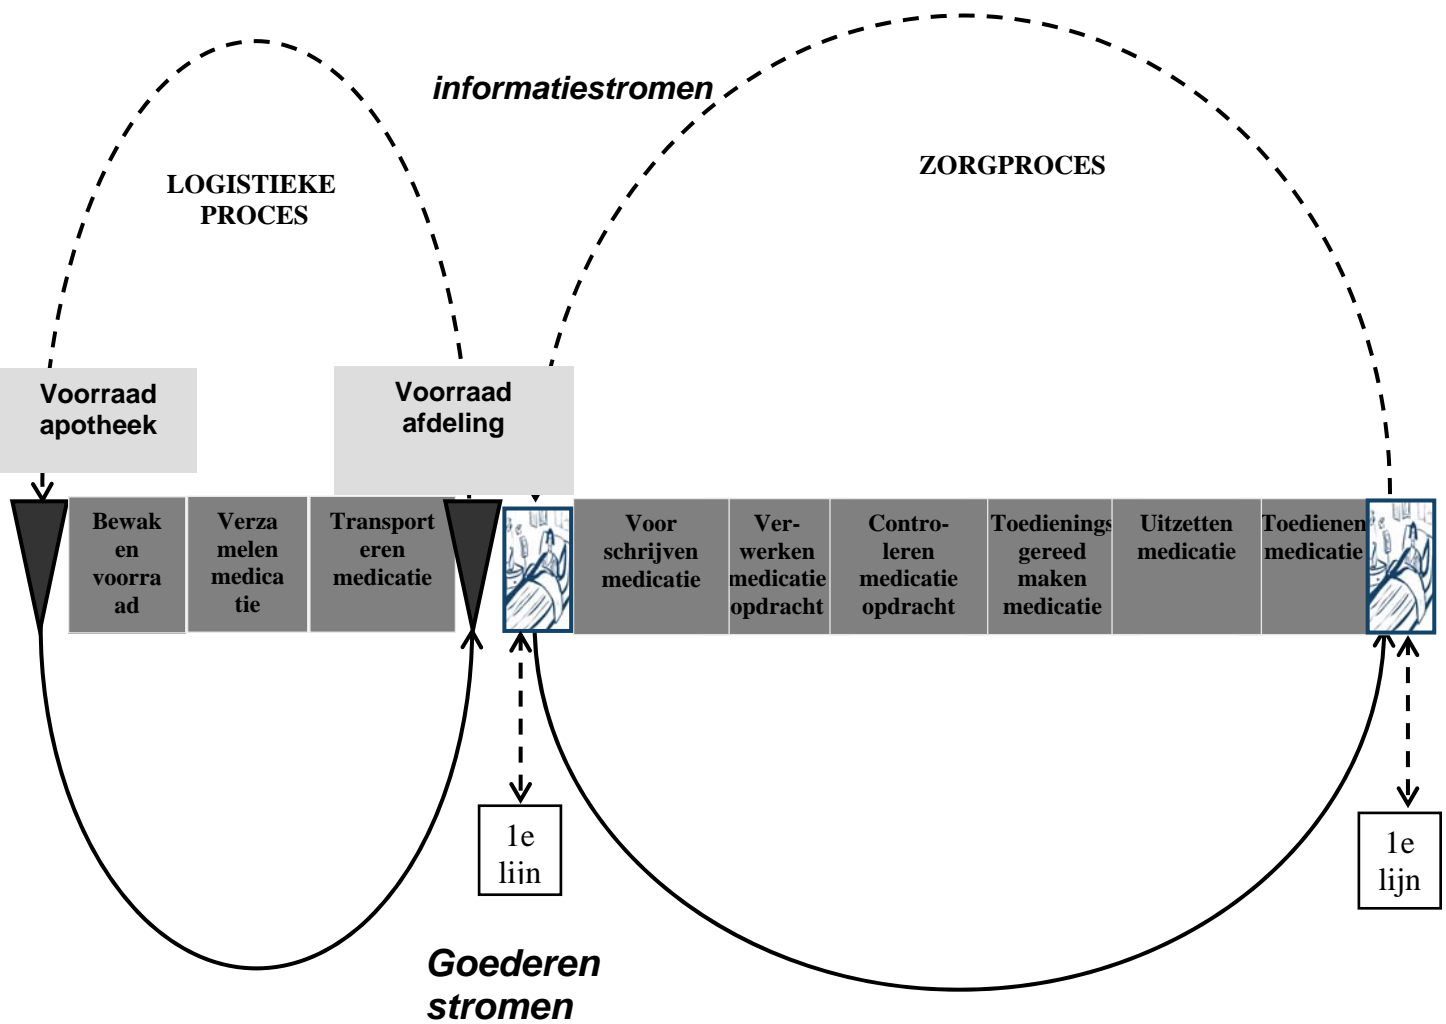 informatiestromen
LOGISTIEKE
PROCES
ZORGPROCES
Voorraad
apotheek
Voorraad
afdeling
Bewak
en
voorra
ad
Verza
melen
medica
tie
Transport
eren
medicatie
Voor
schrijven
medicatie
Ver-
werken
medicatie
opdracht
Contro-
leren
medicatie
opdracht
Toedienings
gereed
maken
medicatie
Uitzetten
medicatie
Toedienen
medicatie
1e
lijn
1e
lijn
Goederen
stromen